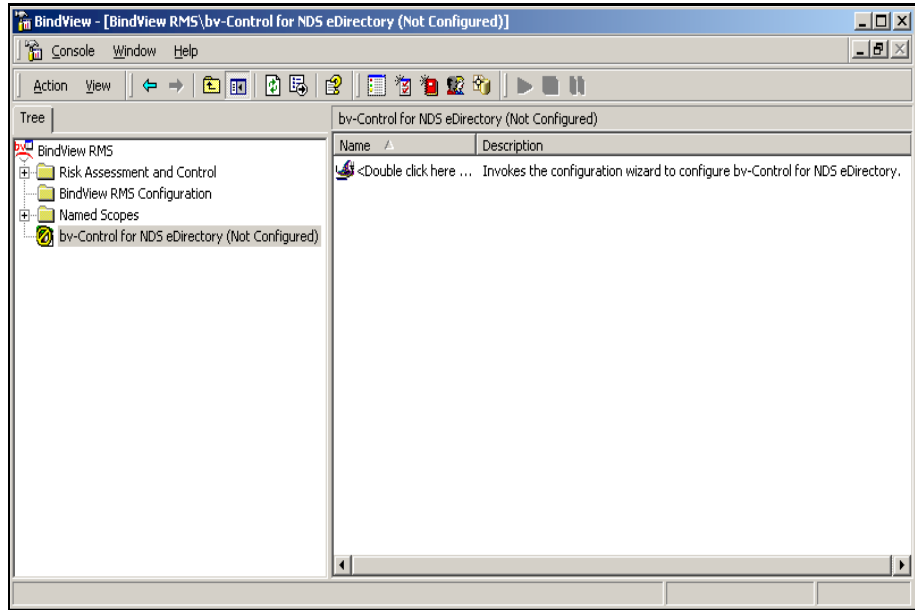 BindView - [BindView RMS\bv-Control for NDS eDirectory (Not Configured)]
Console Window Help
Action View
Tree
bv-Control for NDS eDirectory (Not Configured)
Name Description
BindView RMS
Risk Assessment and Control
BindView RMS Configuration
Named Scopes
bv-Control for NDS eDirectory (Not Configured)
<Double click here ... Invokes the configuration wizard to configure bv-Control for NDS eDirectory.